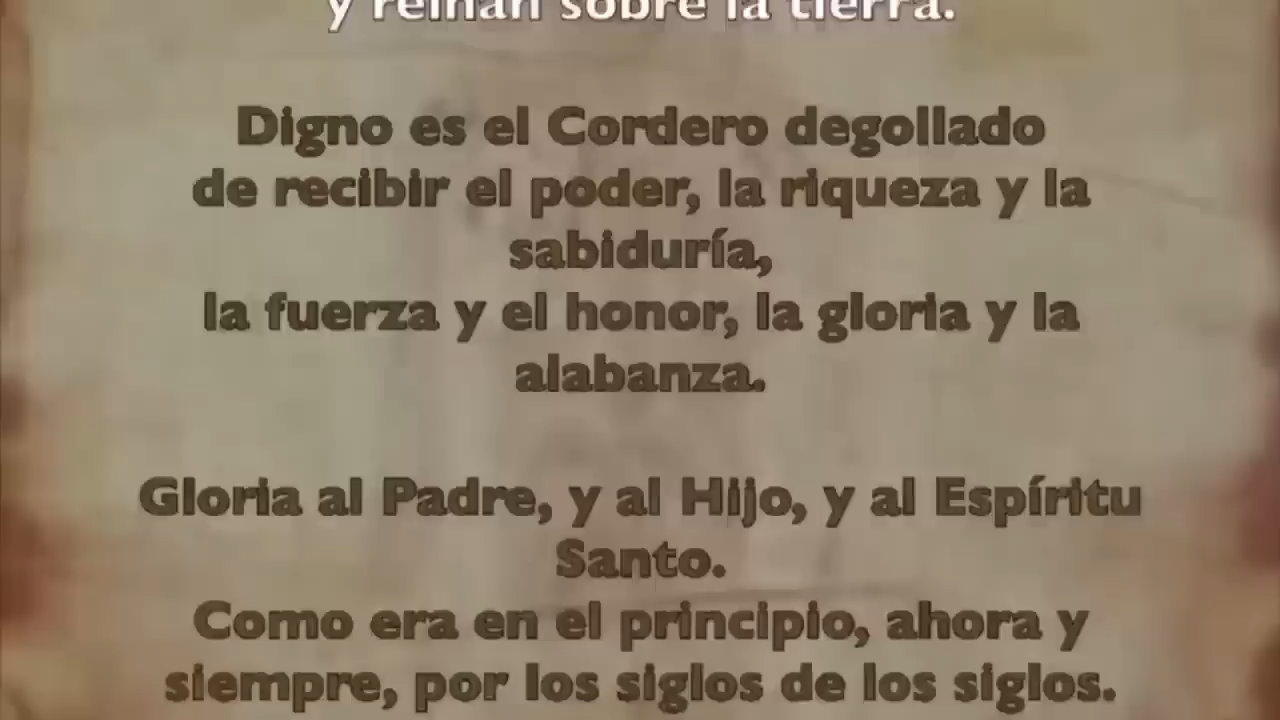 y reinan sobre la tierra.
Digno es el Cordero degollado
de recibir el poder, la riqueza y la
sabiduría,
la fuerza y el honor, la gloria y la
alabanza.
Gloria al Padre, y al Hijo, y al Espíritu
Santo.
Como era en el principio, ahora y
siempre, por los siglos de los siglos.